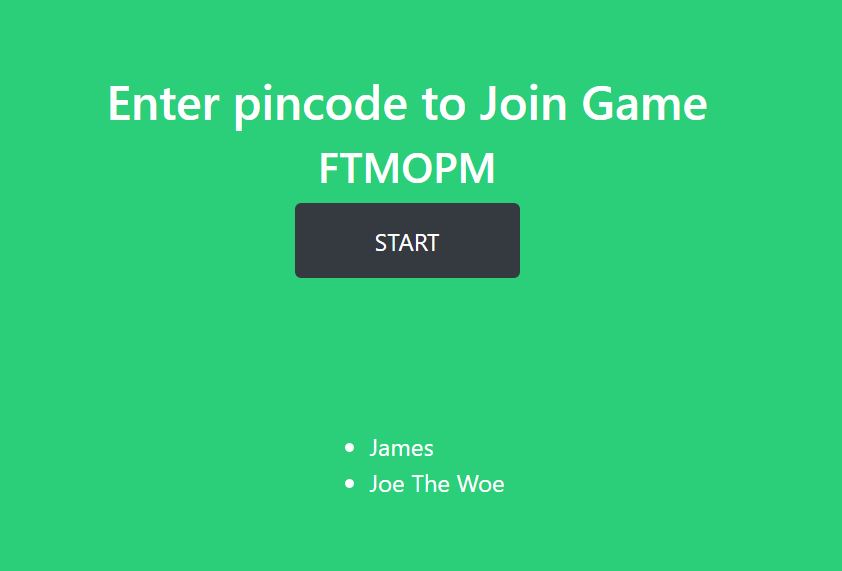 Enter pincode to Join Game
FTMOPM
START
James
Joe The Woe